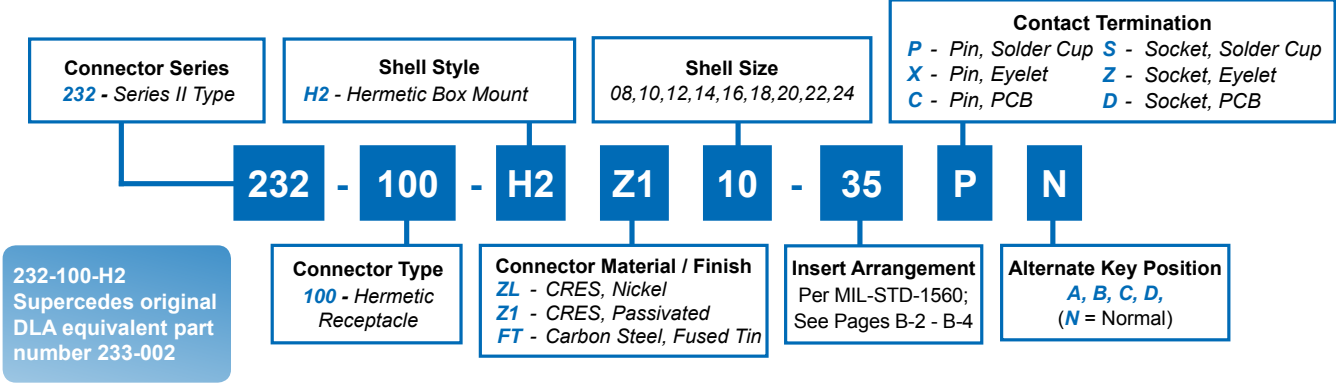 Contact Termination
P - Pin, Solder Cup S - Socket, Solder Cup
X - Pin, Eyelet Z - Socket, Eyelet
C - Pin, PCB D - Socket, PCB
Connector Series
232 - Series II Type
Shell Style
H2 - Hermetic Box Mount
Shell Size
08,10,12,14,16,18,20,22,24
232 - 100 - H2 Z1 10 - 35 P N
232-100-H2
Supercedes original
DLA equivalent part
number 233-002
Connector Type
100 - Hermetic
Receptacle
Connector Material / Finish
ZL - CRES, Nickel
Z1 - CRES, Passivated
FT - Carbon Steel, Fused Tin
Insert Arrangement
Per MIL-STD-1560;
See Pages B-2 - B-4
Alternate Key Position
A, B, C, D,
(N = Normal)